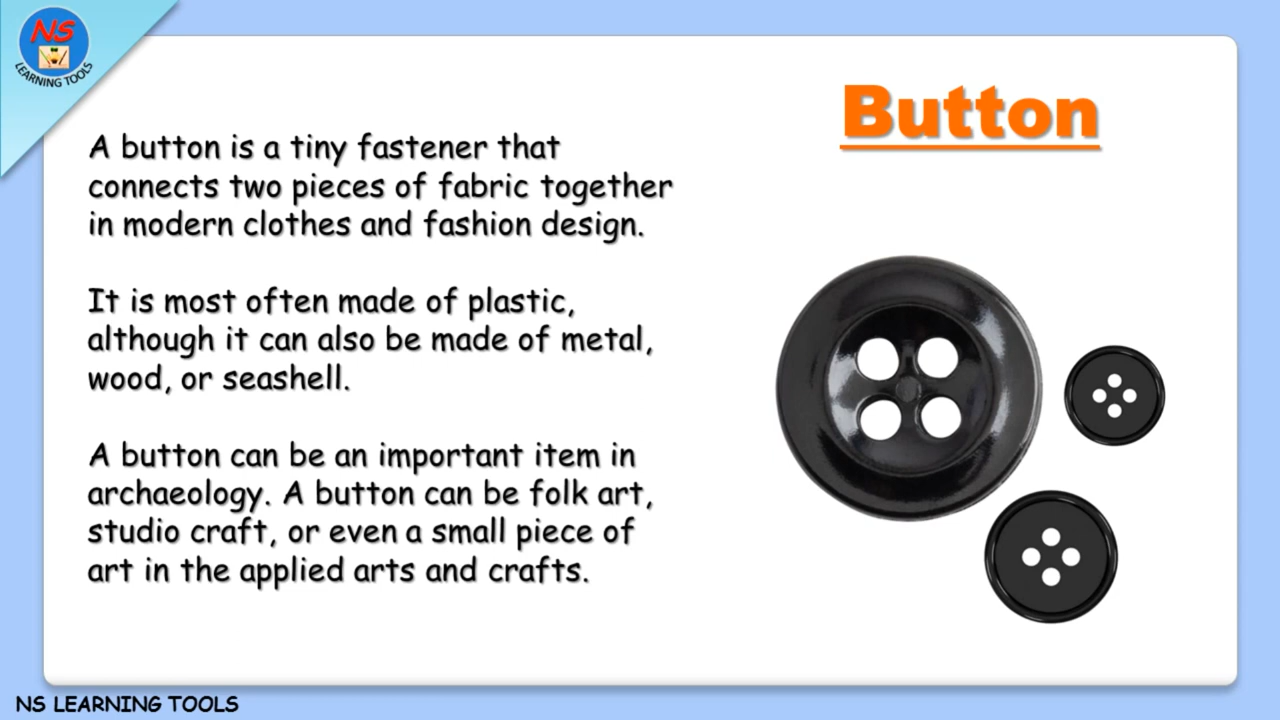 NS
LEARNING TOOLS
Button
A button is a tiny fastener that
connects two pieces of fabric together
in modern clothes and fashion design.
It is most often made of plastic,
although it can also be made of metal,
wood, or seashell.
A button can be an important item in
archaeology. A button can be folk art,
studio craft, or even a small piece of
art in the applied arts and crafts.
NS LEARNING TOOLS